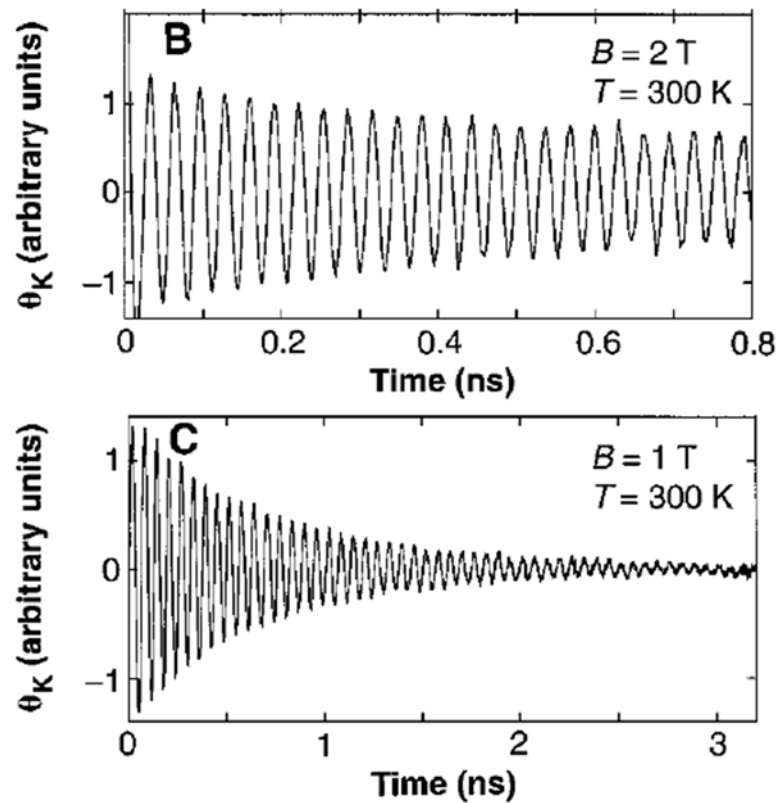 B
B = 2 T
T = 300 K
θK (arbitrary units)
1
0
−1
0 0.2 0.4 0.6 0.8
Time (ns)
C
B = 1 T
T = 300 K
θK (arbitrary units)
1
0
−1
0 1 2 3
Time (ns)